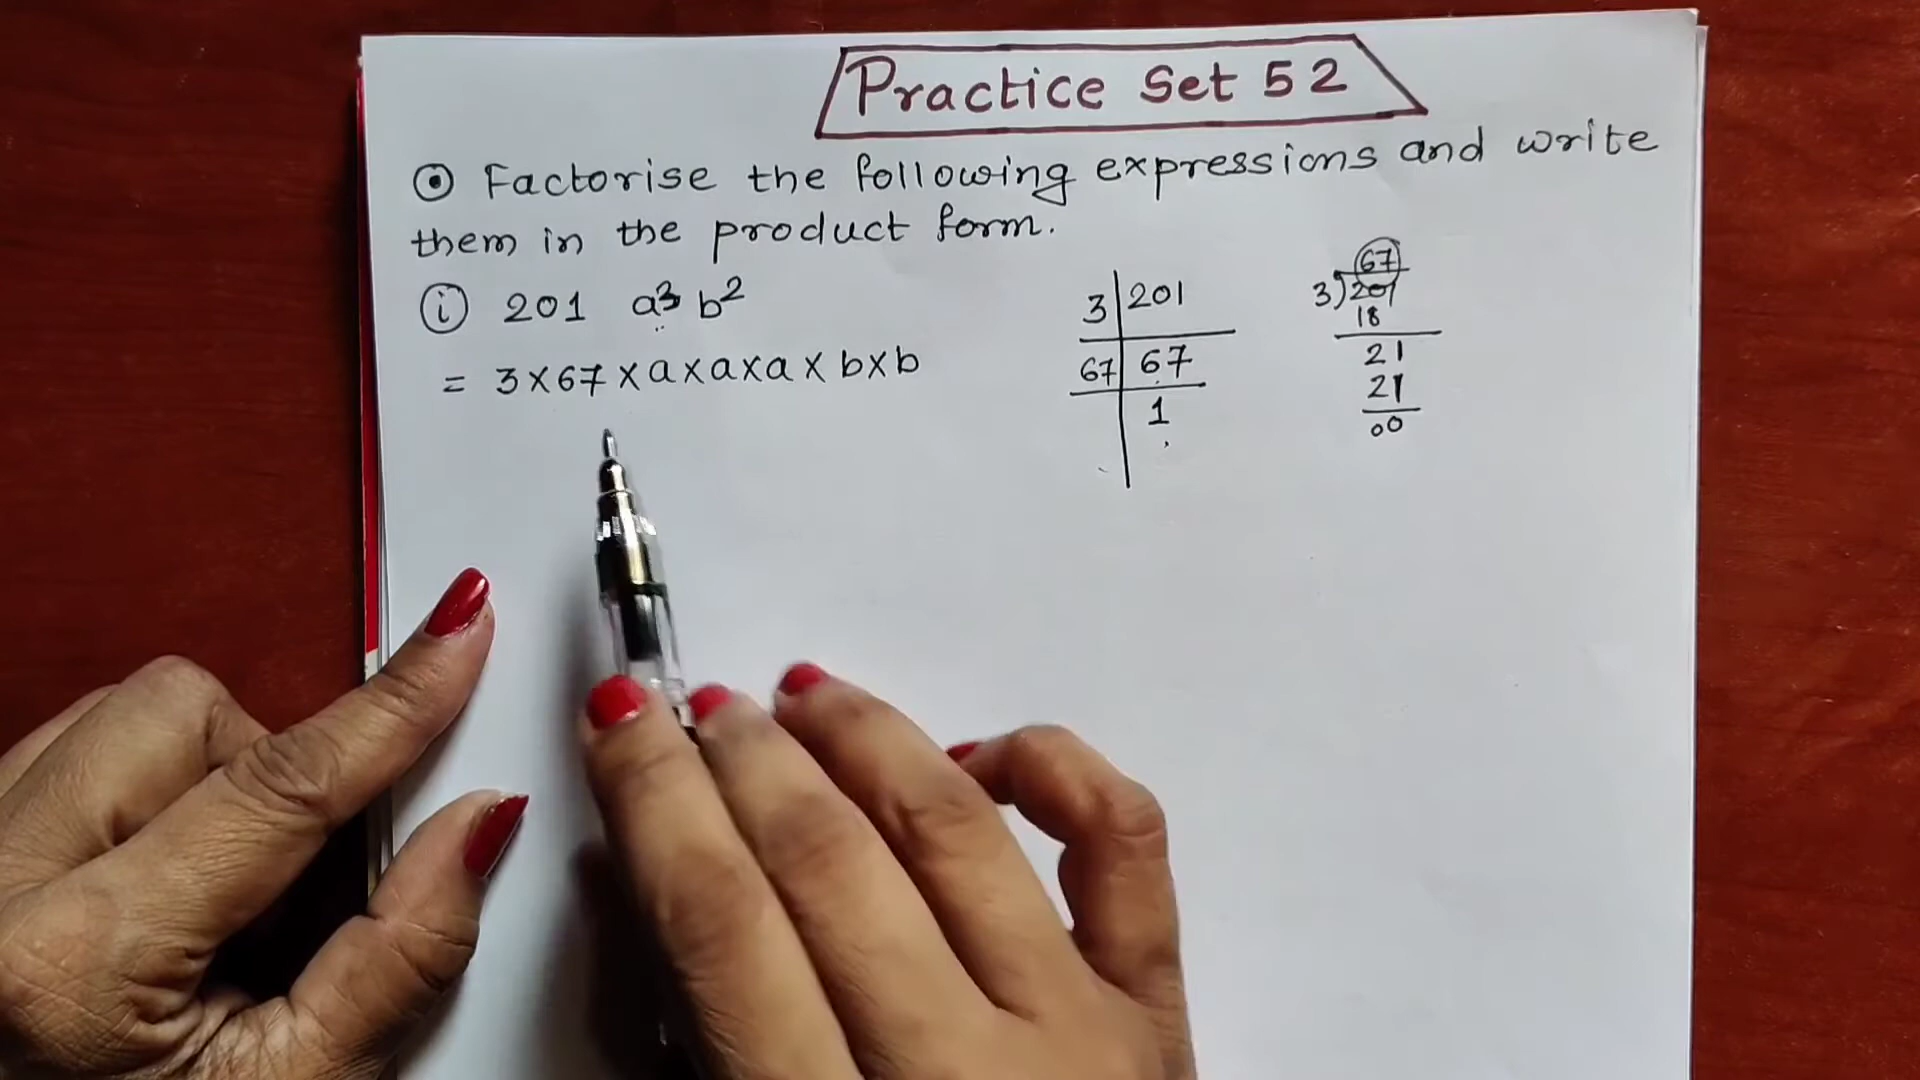 Practice Set 52
⊙ Factorise the following expressions and write
them in the product form.
(i) 201 a³ b²
= 3×67×a×a×a×b×b
3 | 201
67 | 67
1
67
3)201
18
21
21
00